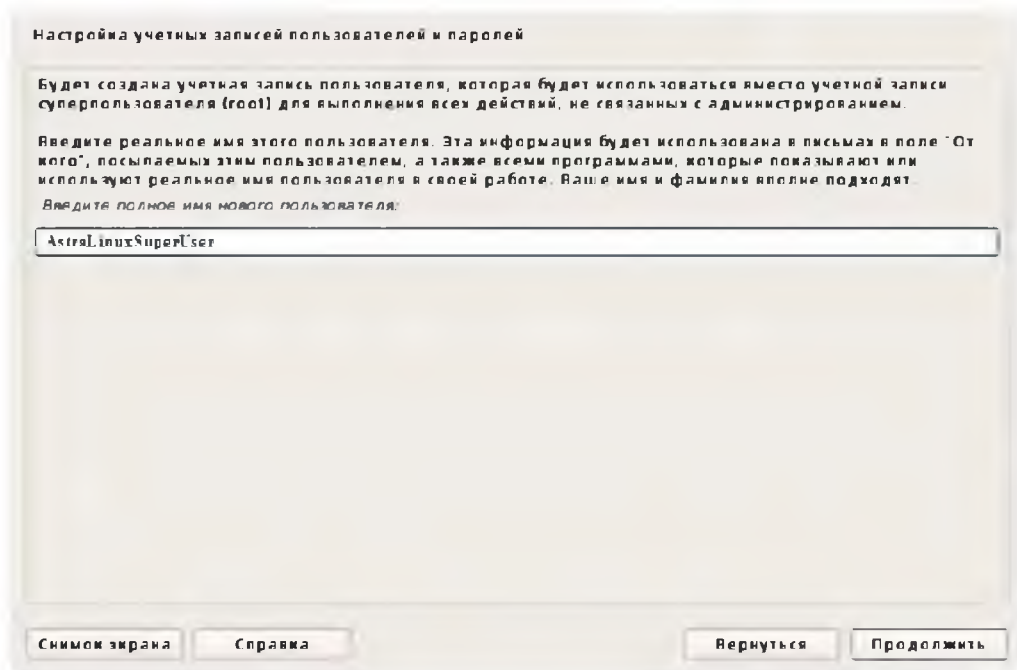 Настройка учетных записей пользователей и паролей
Будет создана учетная запись пользователя, которая будет использоваться вместо учетной записи
суперпользователя (root) для выполнения всех действий, не связанных с администрированием.
Введите реальное имя этого пользователя. Эта информация будет использована в письмах в поле "От
кого", посылаемых этим пользователем, а также всеми программами, которые показывают или
используют реальное имя пользователя в своей работе. Ваше имя и фамилия вполне подходят.
Введите полное имя нового пользователя:
AstraLinuxSuperUser
Снимок экрана
Справка
Вернуться
Продолжить